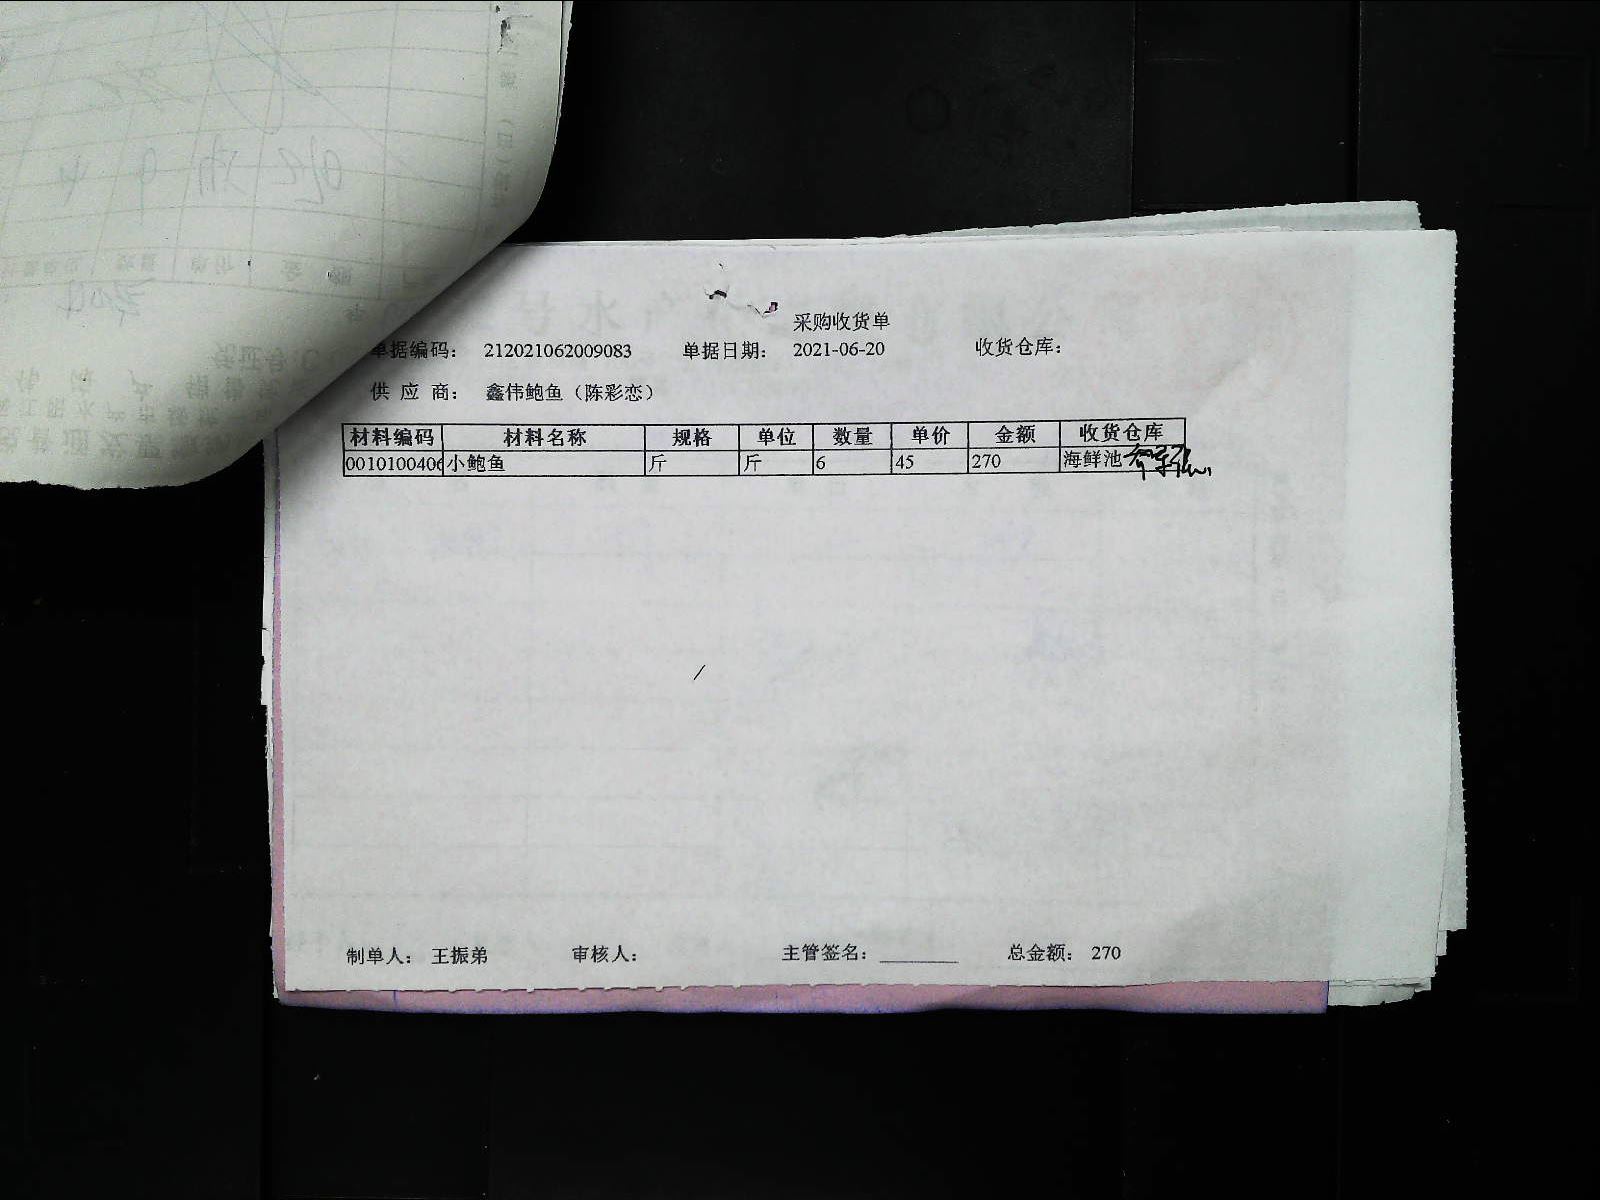 采购收货单
单据编码： 212021062009083 单据日期： 2021-06-20 收货仓库：
供 应 商： 鑫伟鲍鱼（陈彩恋）
材料编码 材料名称 规格 单位 数量 单价 金额 收货仓库
0010100406 小鲍鱼 斤 斤 6 45 270 海鲜池
制单人： 王振弟 审核人： 主管签名： 总金额： 270